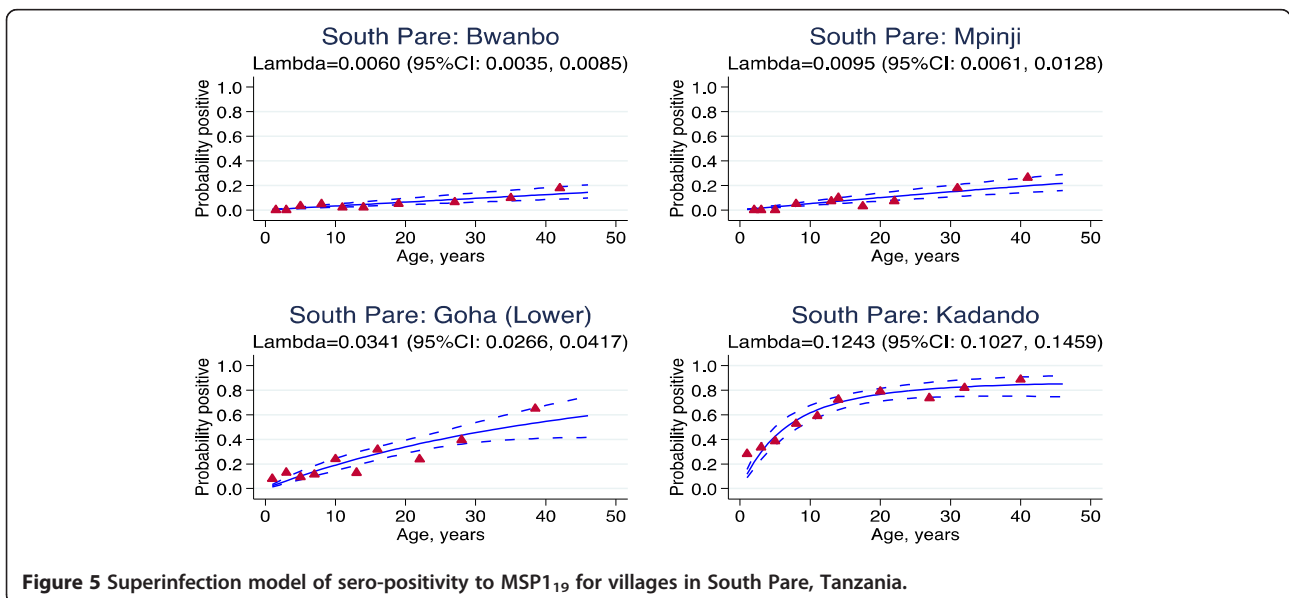 South Pare: Bwanbo
Lambda=0.0060 (95%CI: 0.0035, 0.0085)
Probability positive
1.0
0.8
0.6
0.4
0.2
0.0
0 10 20 30 40 50
Age, years
South Pare: Mpinji
Lambda=0.0095 (95%CI: 0.0061, 0.0128)
Probability positive
1.0
0.8
0.6
0.4
0.2
0.0
0 10 20 30 40 50
Age, years
South Pare: Goha (Lower)
Lambda=0.0341 (95%CI: 0.0266, 0.0417)
Probability positive
1.0
0.8
0.6
0.4
0.2
0.0
0 10 20 30 40 50
Age, years
South Pare: Kadando
Lambda=0.1243 (95%CI: 0.1027, 0.1459)
Probability positive
1.0
0.8
0.6
0.4
0.2
0.0
0 10 20 30 40 50
Age, years
Figure 5 Superinfection model of sero-positivity to MSP1₁₉ for villages in South Pare, Tanzania.